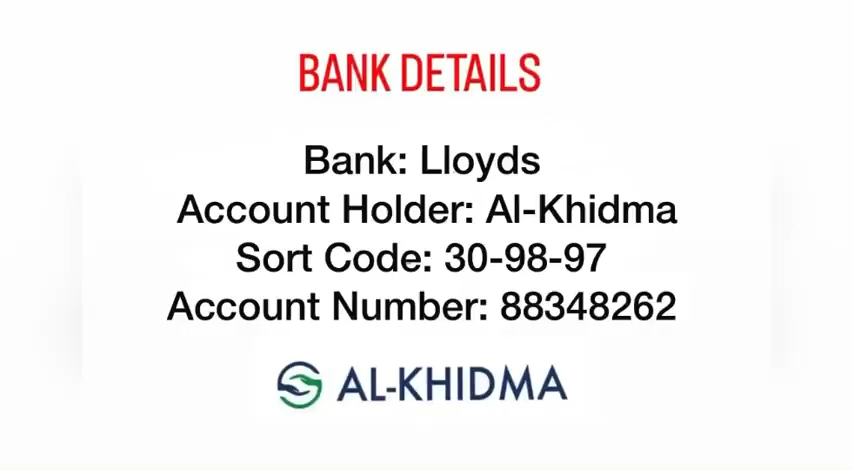 BANK DETAILS
Bank: Lloyds
Account Holder: Al-Khidma
Sort Code: 30-98-97
Account Number: 88348262
AL-KHIDMA